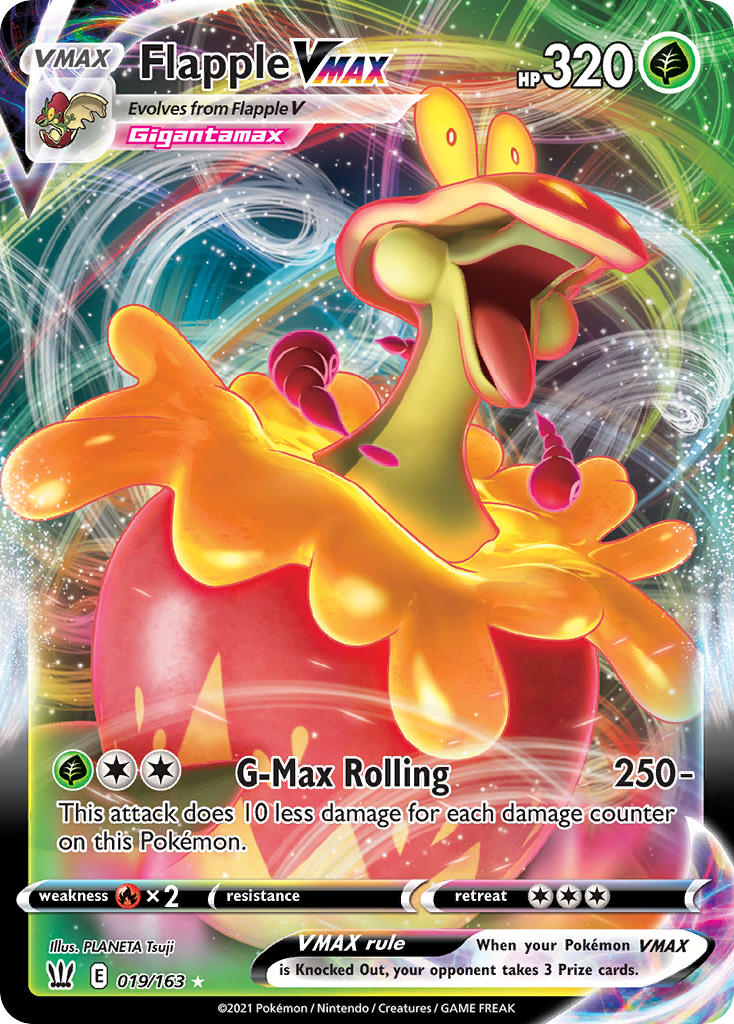 VMAX
Flapple VMAX
HP 320
Evolves from Flapple V
Gigantamax
G-Max Rolling 250-
This attack does 10 less damage for each damage counter
on this Pokémon.
weakness ×2 resistance retreat
Illus. PLANETA Tsuji
VMAX rule When your Pokémon VMAX
is Knocked Out, your opponent takes 3 Prize cards.
E 019/163 ★
©2021 Pokémon / Nintendo / Creatures / GAME FREAK